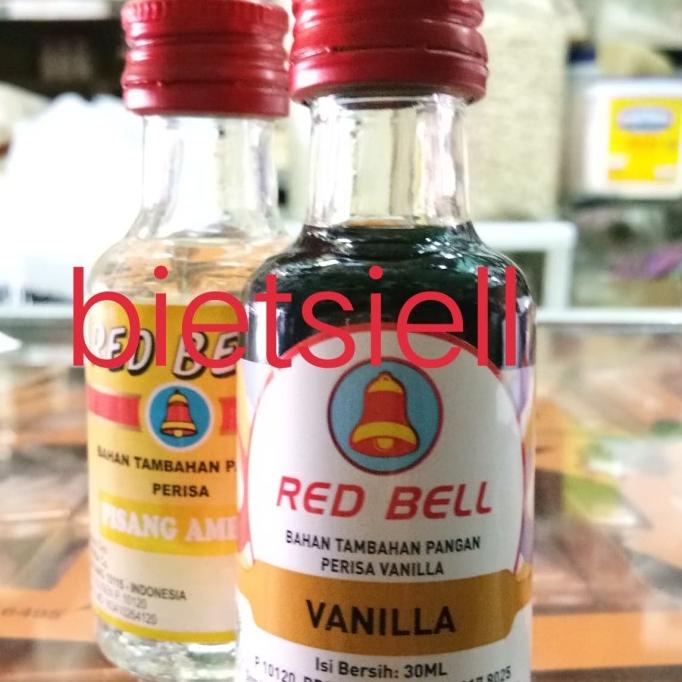 bietsiell
RED BE
BAHAN TAMBAHAN P
PERISA
PISANG AME
- INDONESIA
RED BELL
BAHAN TAMBAHAN PANGAN
PERISA VANILLA
VANILLA
Isi Bersih: 30ML